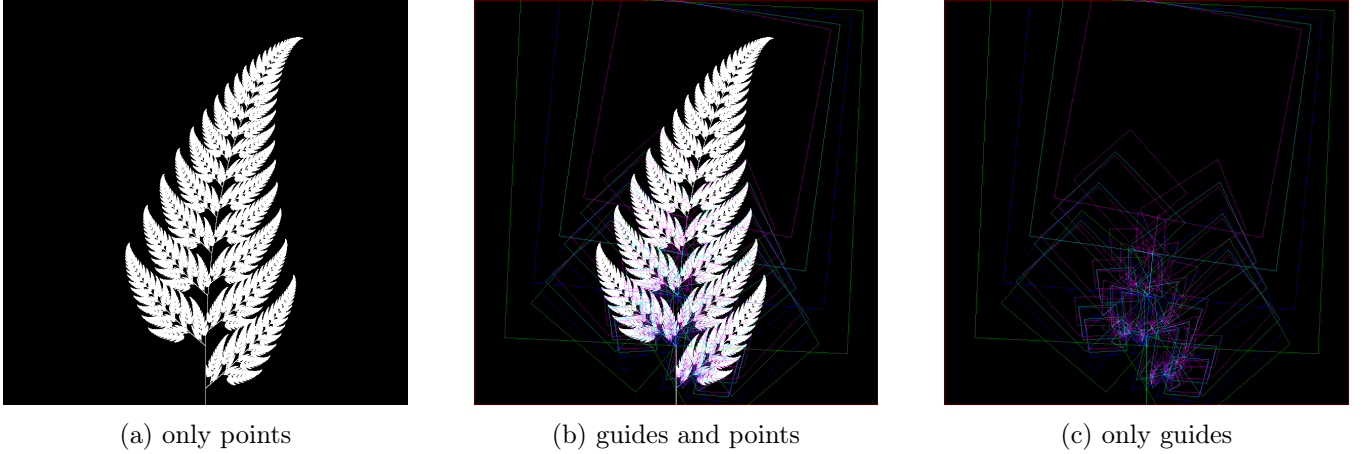 (a) only points
(b) guides and points
(c) only guides